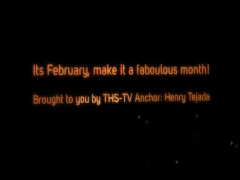 Its February, make it a faboulous month!
Brought to you by THS-TV Anchor: Henry Tejada